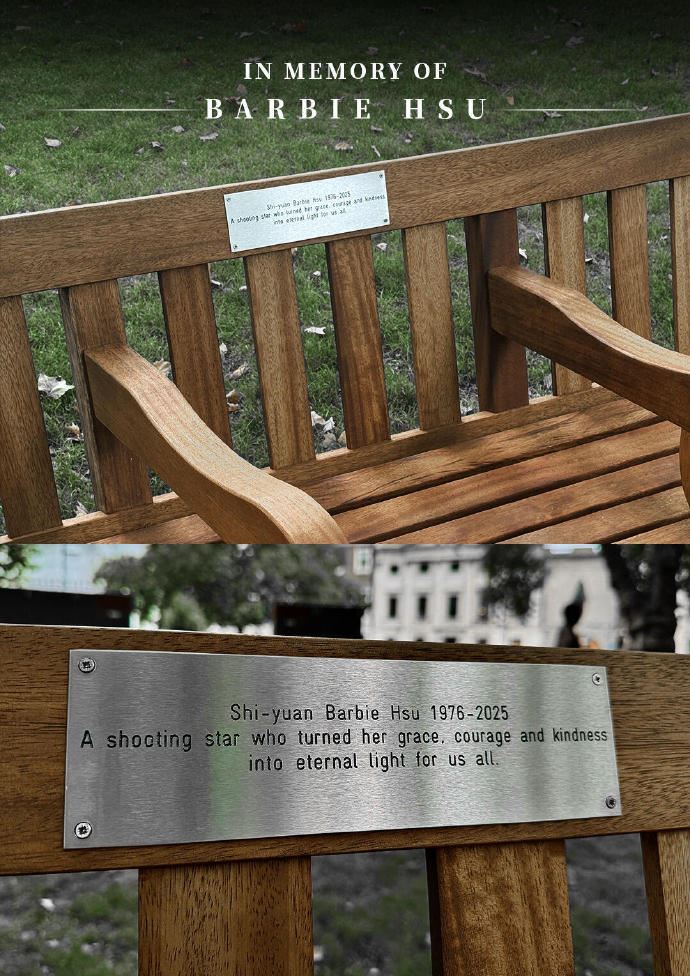 IN MEMORY OF
BARBIE HSU
Shi-yuan Barbie Hsu 1976-2025
A shooting star who turned her grace, courage and kindness
into eternal light for us all.
Shi-yuan Barbie Hsu 1976-2025
A shooting star who turned her grace, courage and kindness
into eternal light for us all.